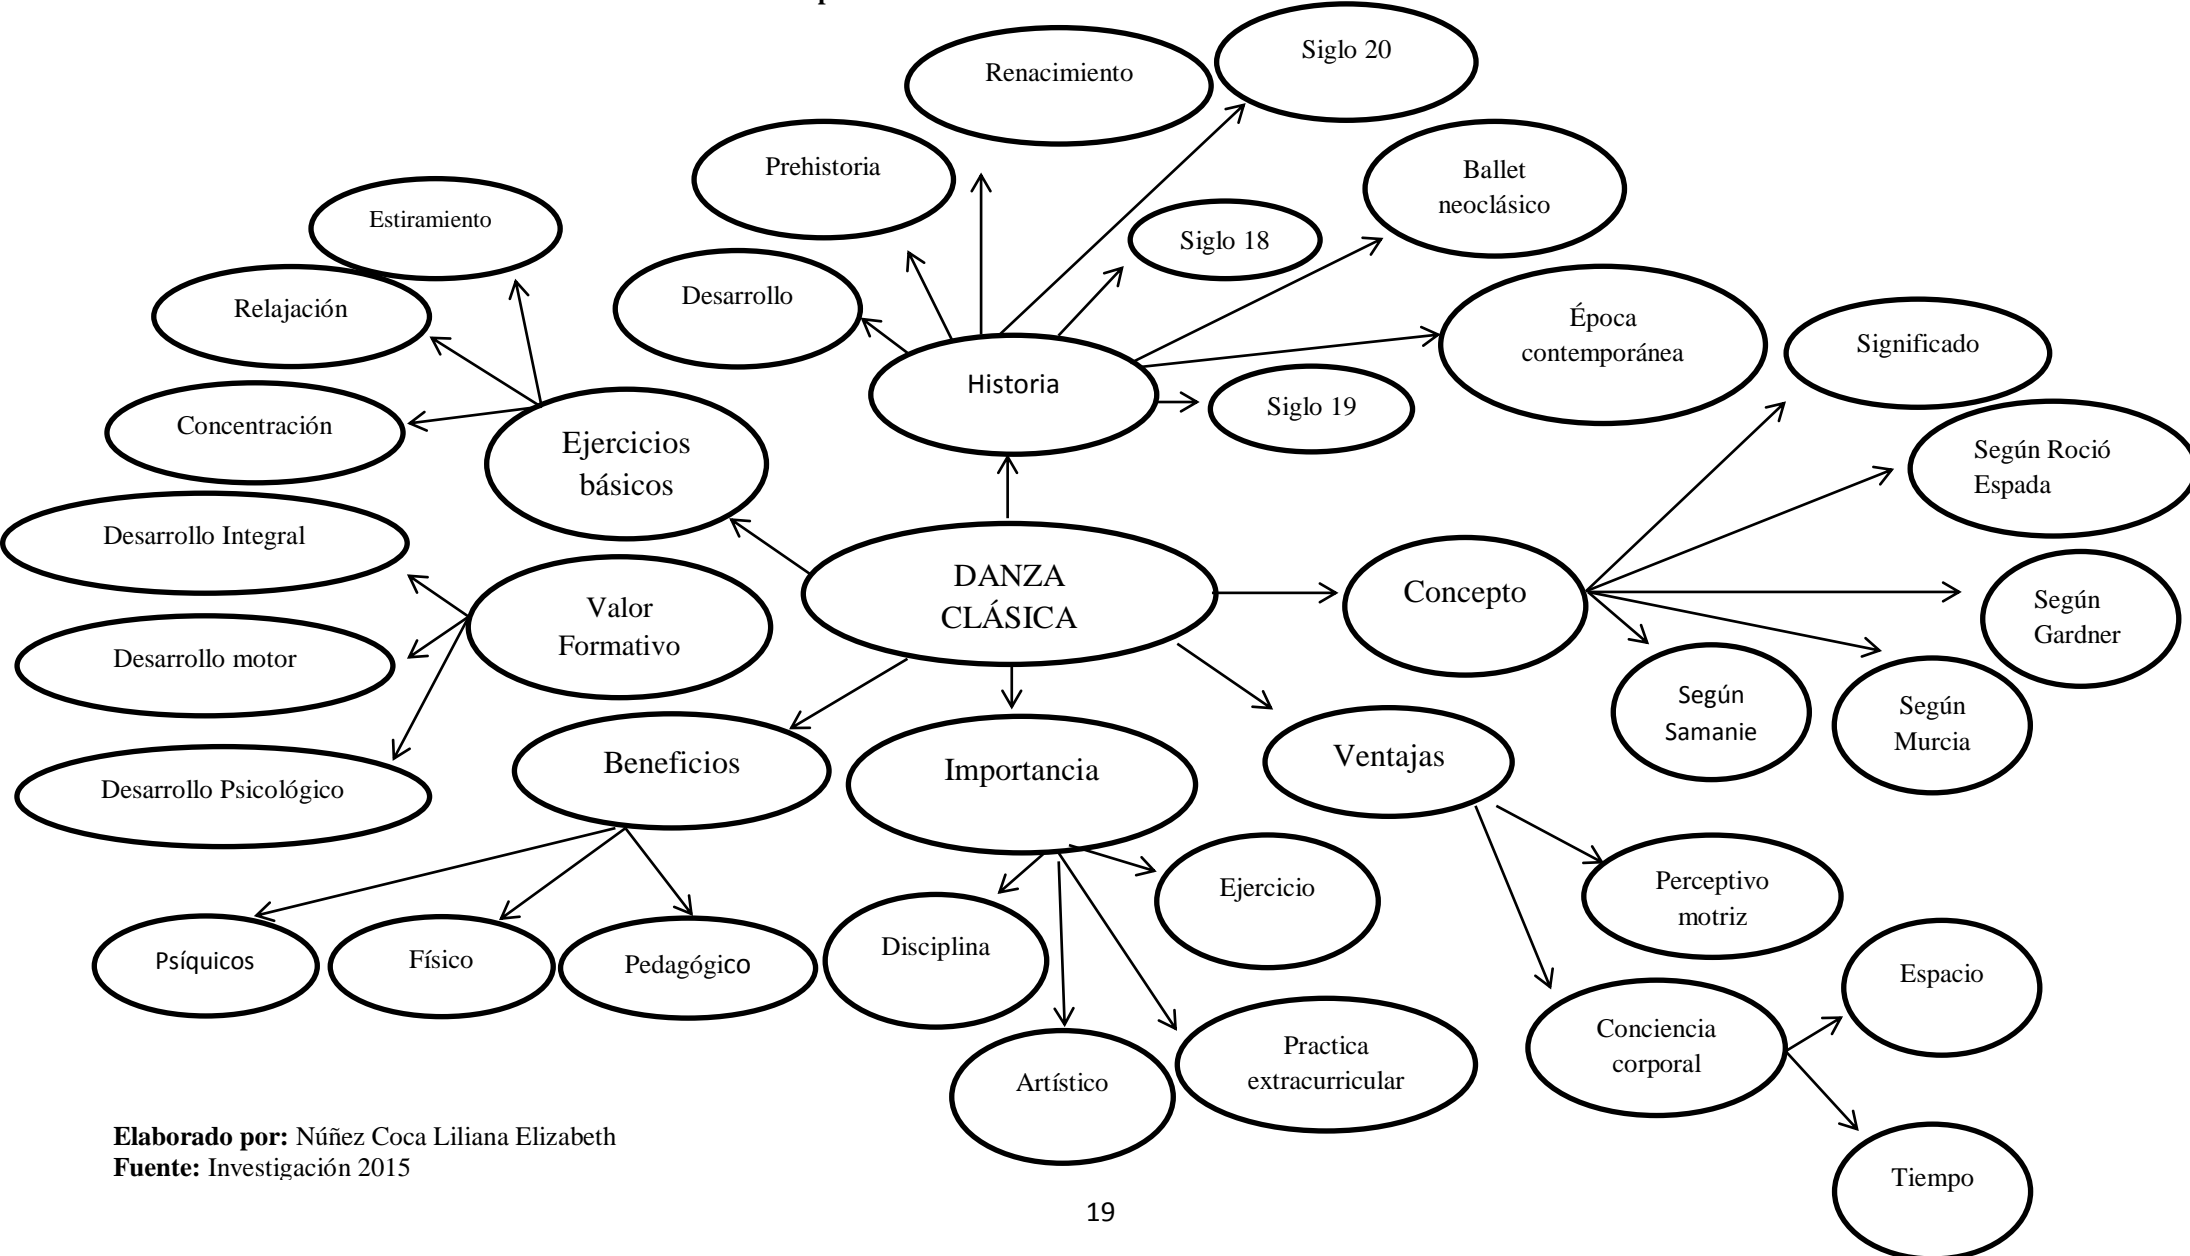 Siglo 20
Renacimiento
Prehistoria
Ballet
neoclásico
Estiramiento
Siglo 18
Desarrollo
Relajación
Época
contemporánea
Significado
Historia
Siglo 19
Concentración
Ejercicios
básicos
Según Roció
Espada
Desarrollo Integral
DANZA
CLÁSICA
Concepto
Valor
Formativo
Según
Gardner
Desarrollo motor
Según
Samanie
Según
Murcia
Beneficios
Importancia
Ventajas
Desarrollo Psicológico
Perceptivo
motriz
Ejercicio
Disciplina
Psíquicos
Físico
Pedagógico
Espacio
Conciencia
corporal
Practica
extracurricular
Artístico
Tiempo
Elaborado por: Núñez Coca Liliana Elizabeth
Fuente: Investigación 2015
19